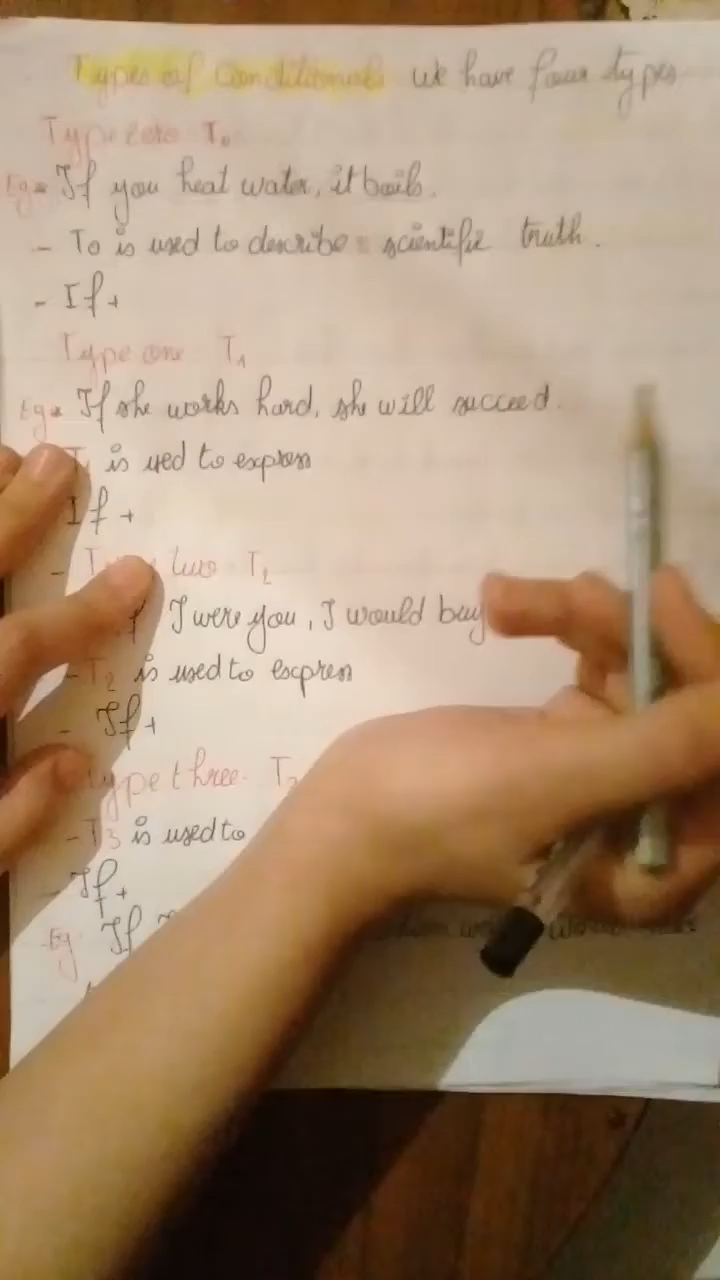 Types of Conditionals we have four types
Type zero T0
Eg= If you heat water, it boils.
- T0 is used to describe scientific truth.
- If +
Type one T1
Eg= If she works hard, she will succeed.
is used to express
If +
- two T2
I were you, I would buy
- T2 is used to express
- If +
type three. T3
- T3 is used to
- If +
- Eg. If